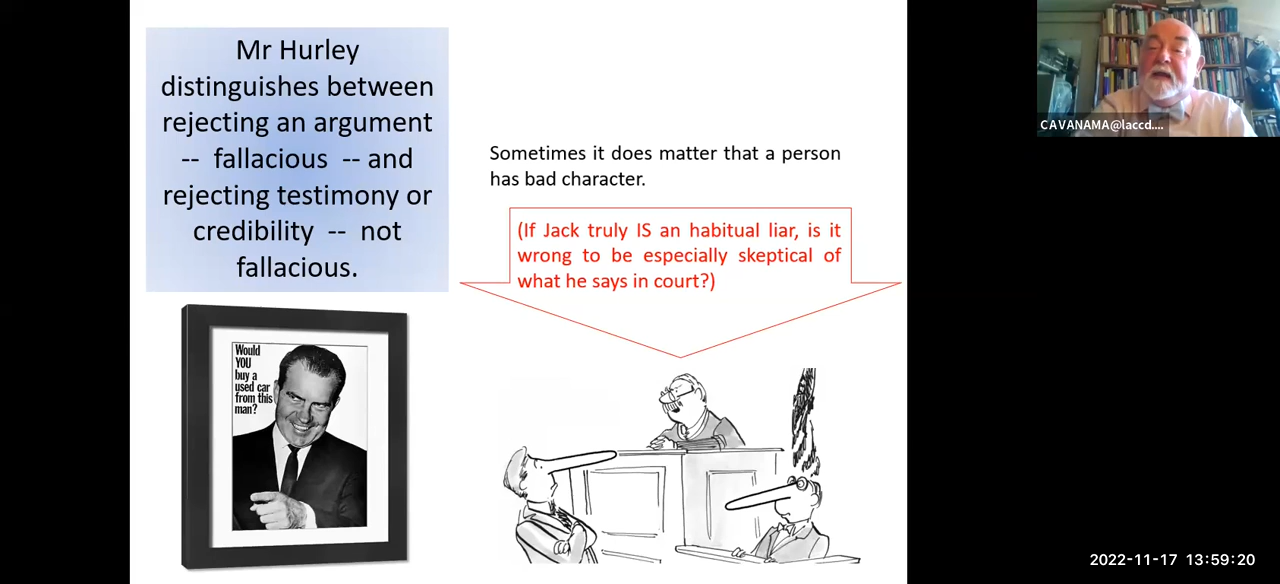 Mr Hurley
distinguishes between
rejecting an argument
-- fallacious -- and
rejecting testimony or
credibility -- not
fallacious.
Sometimes it does matter that a person
has bad character.
(If Jack truly IS an habitual liar, is it
wrong to be especially skeptical of
what he says in court?)
Would
YOU
buy a
used car
from this
man?
CAVANAMA@laccd....
2022-11-17 13:59:20